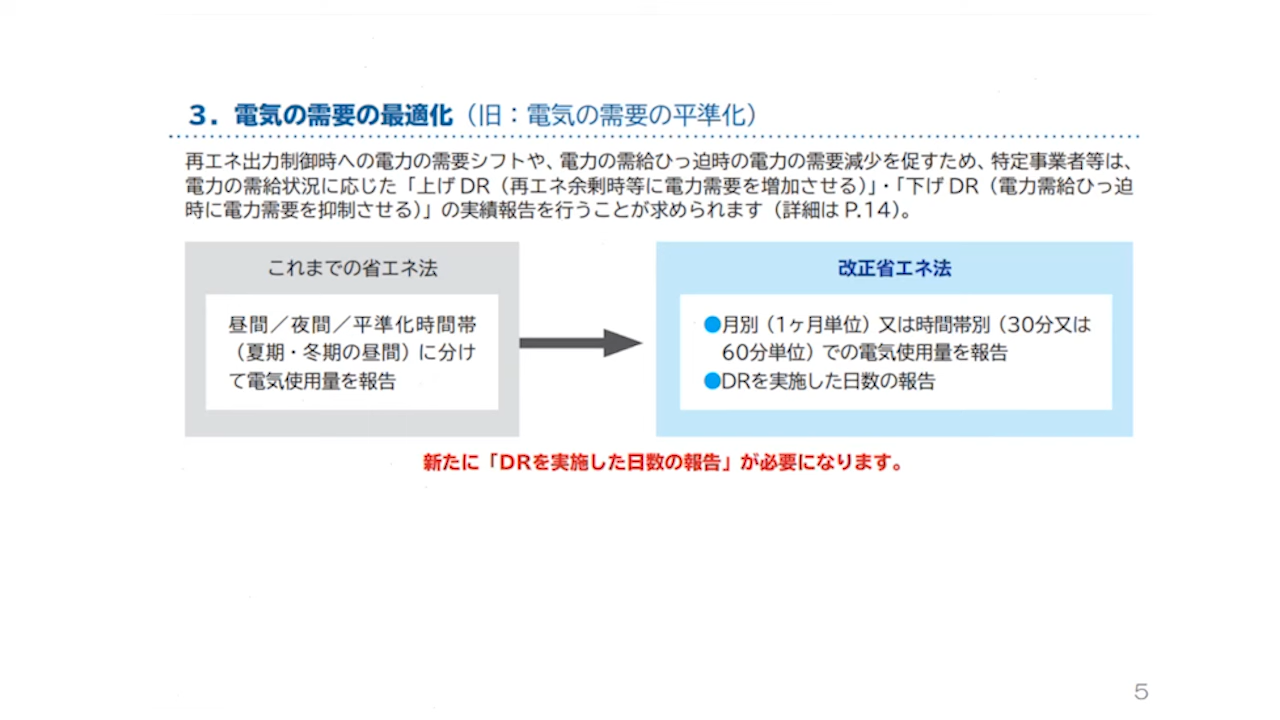 3．電気の需要の最適化（旧：電気の需要の平準化）
再エネ出力制御時への電力の需要シフトや、電力の需給ひっ迫時の電力の需要減少を促すため、特定事業者等は、
電力の需給状況に応じた「上げDR（再エネ余剰時等に電力需要を増加させる）」・「下げDR（電力需給ひっ迫
時に電力需要を抑制させる）」の実績報告を行うことが求められます（詳細はP.14）。
これまでの省エネ法
昼間／夜間／平準化時間帯
（夏期・冬期の昼間）に分け
て電気使用量を報告
改正省エネ法
●月別（1ヶ月単位）又は時間帯別（30分又は
60分単位）での電気使用量を報告
●DRを実施した日数の報告
新たに「DRを実施した日数の報告」が必要になります。
5